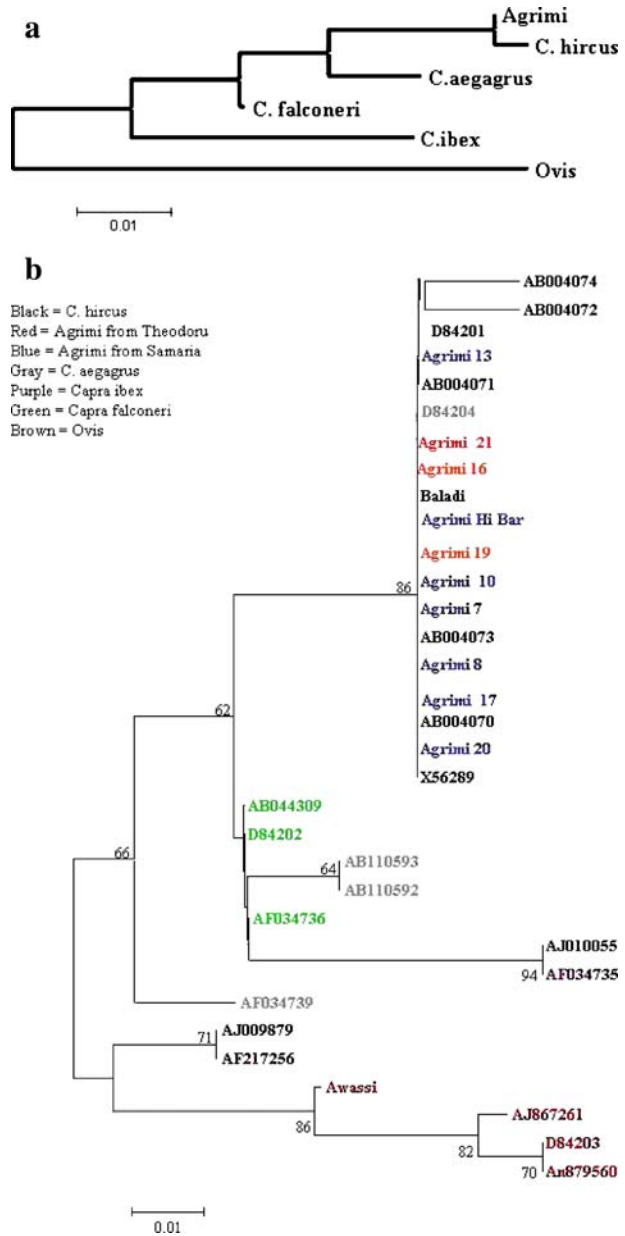 a
Agrimi
C. hircus
C.aegagrus
C. falconeri
C.ibex
Ovis
0.01
b
Black = C. hircus
Red = Agrimi from Theodoru
Blue = Agrimi from Samaria
Gray = C. aegagrus
Purple = Capra ibex
Green = Capra falconeri
Brown = Ovis
AB004074
AB004072
D84201
Agrimi 13
AB004071
D84204
Agrimi 21
Agrimi 16
Baladi
Agrimi Hi Bar
Agrimi 19
86
Agrimi 10
Agrimi 7
AB004073
Agrimi 8
Agrimi 17
62
AB004070
Agrimi 20
X56289
AB044309
D84202
66
64
AB110593
AB110592
AF034736
AJ010055
94
AF034735
AF034739
71
AJ009879
AF217256
Awassi
86
AJ867261
82
D84203
70
An879560
0.01